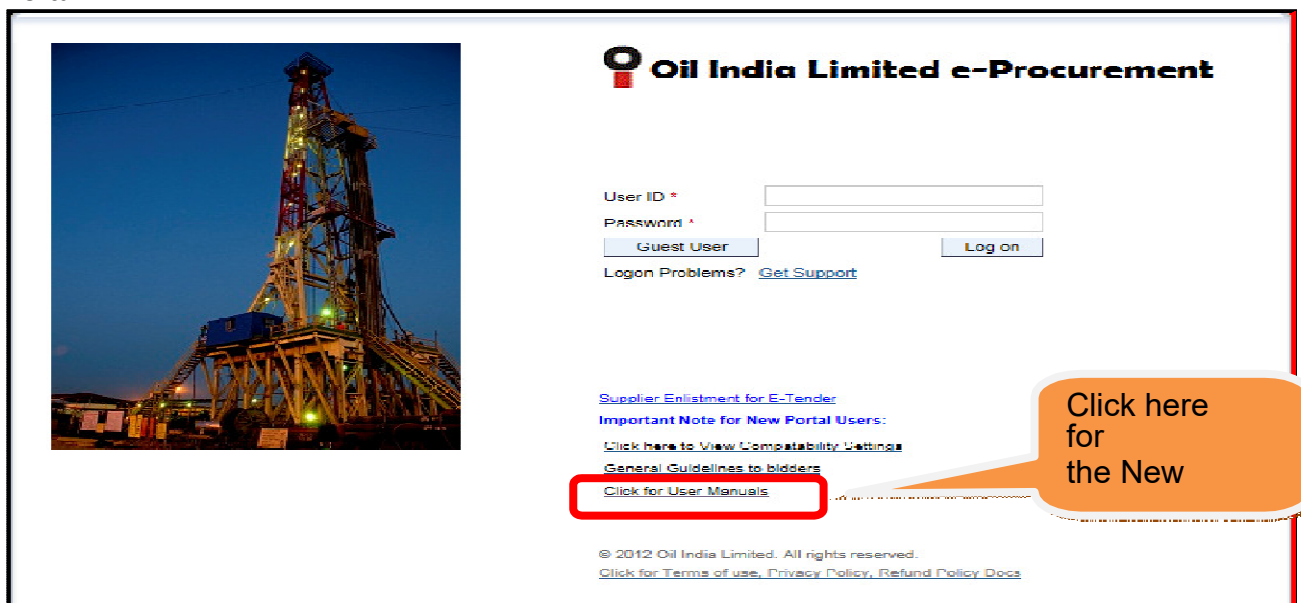 Oil India Limited e-Procurement
User ID *
Password *
Guest User Log on
Logon Problems? Get Support
Supplier Enlistment for E-Tender
Important Note for New Portal Users:
Click here to View Compatability Settings
General Guidelines to bidders
Click for User Manuals
Click here
for
the New
© 2012 Oil India Limited. All rights reserved.
Click for Terms of use, Privacy Policy, Refund Policy Docs